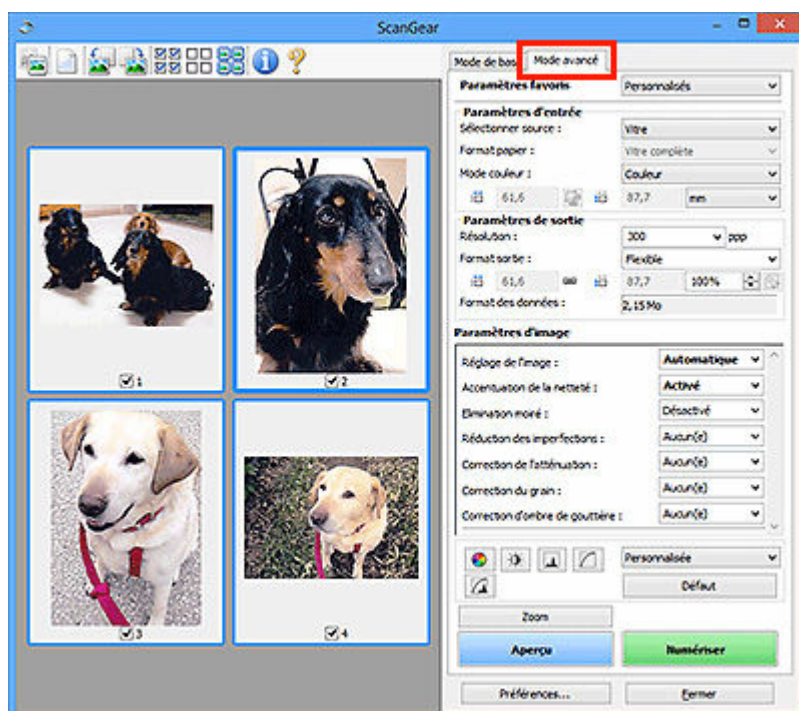 ScanGear
Mode de bas Mode avancé
Paramètres favoris Personnalisés
Paramètres d'entrée
Sélectionner source : Vitre
Format papier : Vitre complète
Mode couleur : Couleur
61,6 87,7 mm
Paramètres de sortie
Résolution : 300 ppp
Format sortie : Flexible
61,6 87,7 100%
Format des données : 2,15 Mo
Paramètres d'image
Réglage de l'image : Automatique
Accentuation de la netteté : Activé
Elimination moiré : Désactivé
Réduction des imperfections : Aucun(e)
Correction de l'atténuation : Aucun(e)
Correction du grain : Aucun(e)
Correction d'ombre de gouttière : Aucun(e)
1 2
3 4
Personnalisée
Défaut
Zoom
Aperçu Numériser
Préférences... Fermer